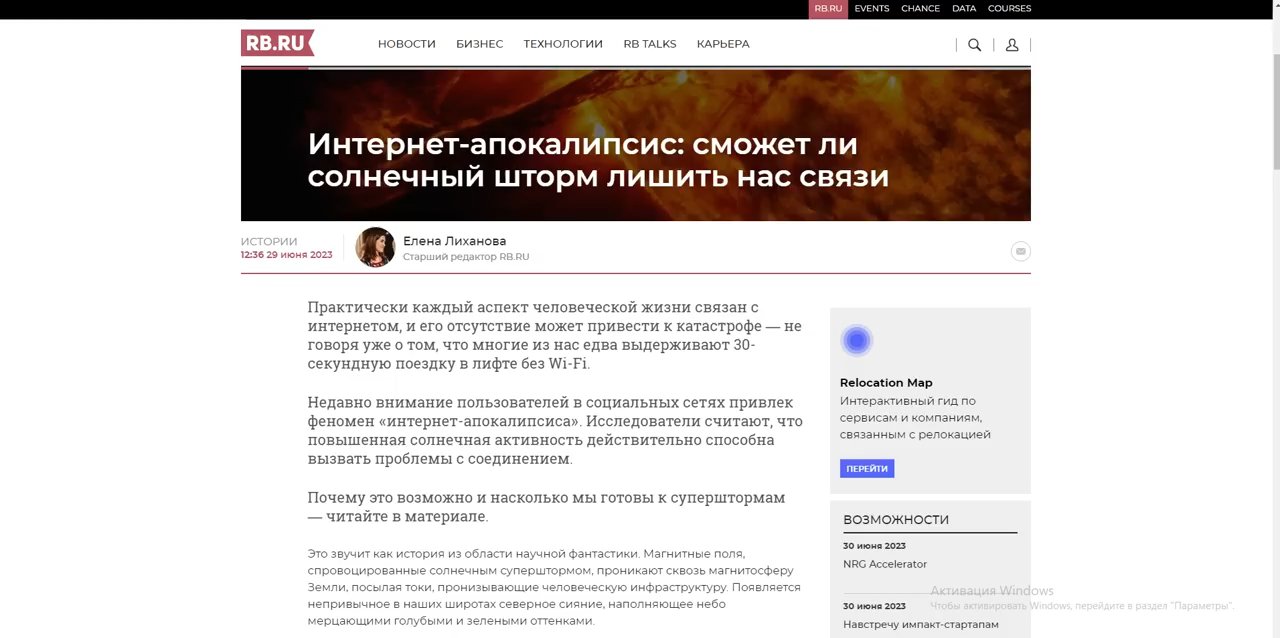 RB.RU EVENTS CHANCE DATA COURSES
RB.RU НОВОСТИ БИЗНЕС ТЕХНОЛОГИИ RB TALKS КАРЬЕРА
Интернет-апокалипсис: сможет ли
солнечный шторм лишить нас связи
ИСТОРИИ
12:36 29 июня 2023
Елена Лиханова
Старший редактор RB.RU
Практически каждый аспект человеческой жизни связан с
интернетом, и его отсутствие может привести к катастрофе — не
говоря уже о том, что многие из нас едва выдерживают 30-
секундную поездку в лифте без Wi-Fi.
Недавно внимание пользователей в социальных сетях привлек
феномен «интернет-апокалипсиса». Исследователи считают, что
повышенная солнечная активность действительно способна
вызвать проблемы с соединением.
Почему это возможно и насколько мы готовы к суперштормам
— читайте в материале.
Это звучит как история из области научной фантастики. Магнитные поля,
спровоцированные солнечным суперштормом, проникают сквозь магнитосферу
Земли, посылая токи, пронизывающие человеческую инфраструктуру. Появляется
непривычное в наших широтах северное сияние, наполняющее небо
мерцающими голубыми и зелеными оттенками.
Relocation Map
Интерактивный гид по
сервисам и компаниям,
связанным с релокацией
ПЕРЕЙТИ
ВОЗМОЖНОСТИ
30 июня 2023
NRG Accelerator
30 июня 2023
Навстречу импакт-стартапам
Активация Windows
Чтобы активировать Windows, перейдите в раздел "Параметры".